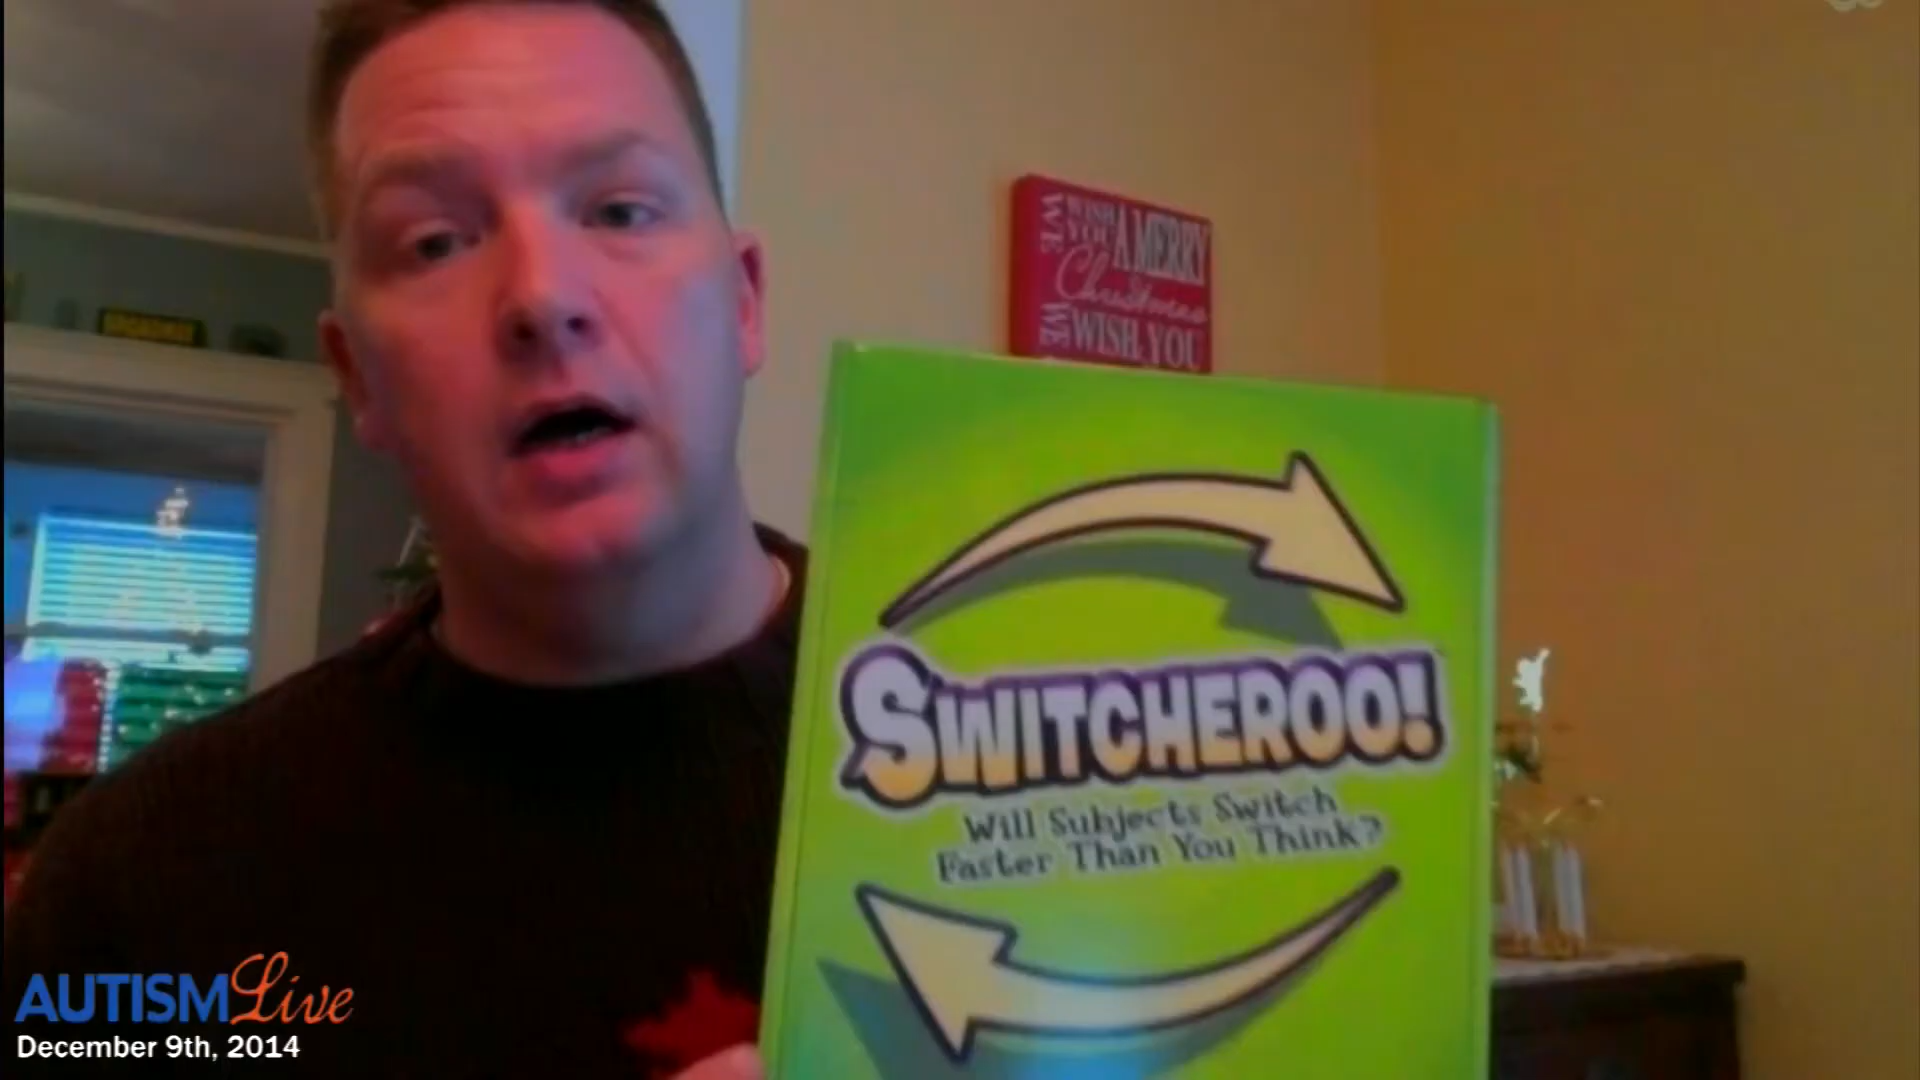 WE
WISH
YOU
A MERRY
Christmas
WE
WISH YOU
BROADWAY
SWITCHEROO!
Will Subjects Switch
Faster Than You Think?
AUTISM Live
December 9th, 2014